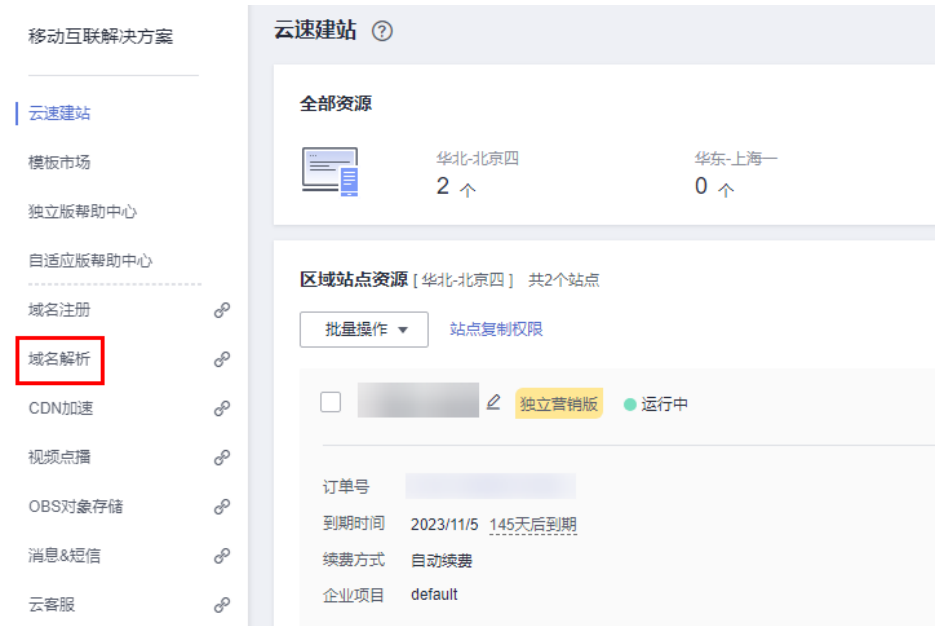 移动互联解决方案
云速建站
模板市场
独立版帮助中心
自适应版帮助中心
域名注册
域名解析
CDN加速
视频点播
OBS对象存储
消息&短信
云客服
云速建站 ?
全部资源
华北-北京四 华东-上海一
2 个 0 个
区域站点资源 [ 华北-北京四 ] 共2个站点
批量操作 站点复制权限
独立营销版 运行中
订单号
到期时间 2023/11/5 145天后到期
续费方式 自动续费
企业项目 default